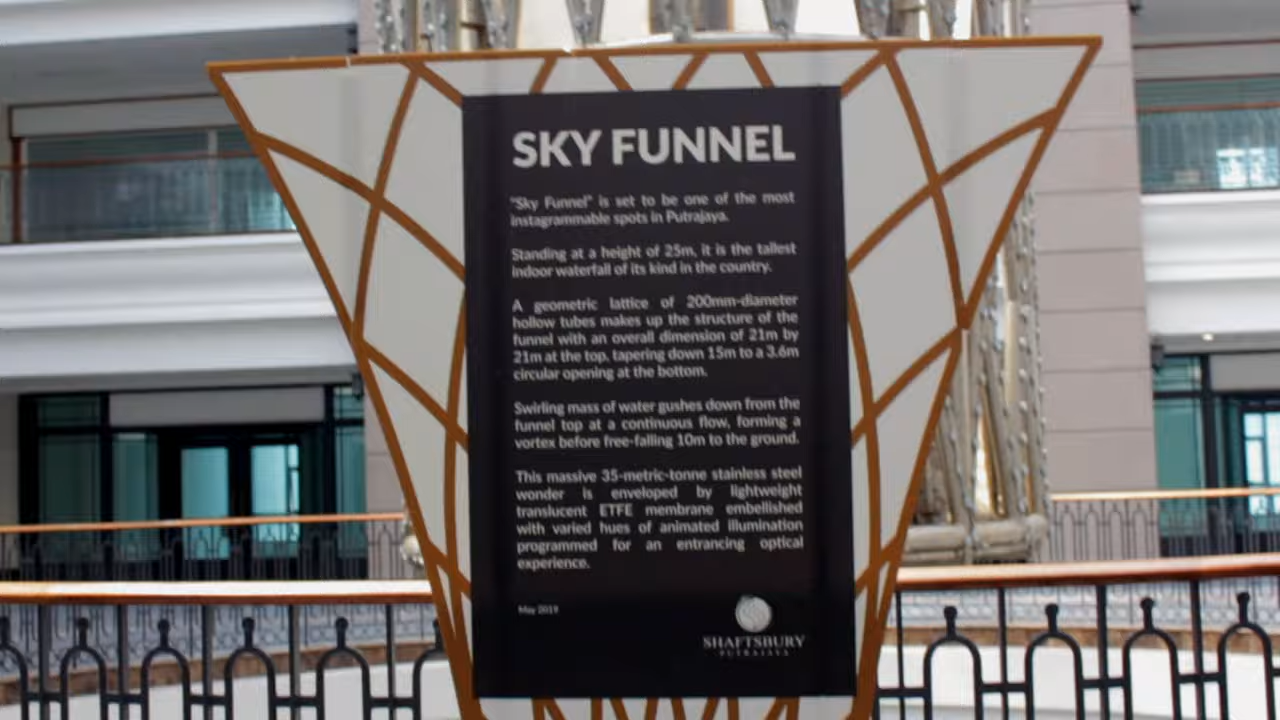 SKY FUNNEL
"Sky Funnel" is set to be one of the most
instagrammable spots in Putrajaya.
Standing at a height of 25m, it is the tallest
indoor waterfall of its kind in the country.
A geometric lattice of 200mm-diameter
hollow tubes makes up the structure of the
funnel with an overall dimension of 21m by
21m at the top, tapering down 15m to a 3.6m
circular opening at the bottom.
Swirling mass of water gushes down from the
funnel top at a continuous flow, forming a
vortex before free-falling 10m to the ground.
This massive 35-metric-tonne stainless steel
wonder is enveloped by lightweight
translucent ETFE membrane embellished
with varied hues of animated illumination
programmed for an entrancing optical
experience.
May 2019
SHAFTSBURY
PUTRAJAYA